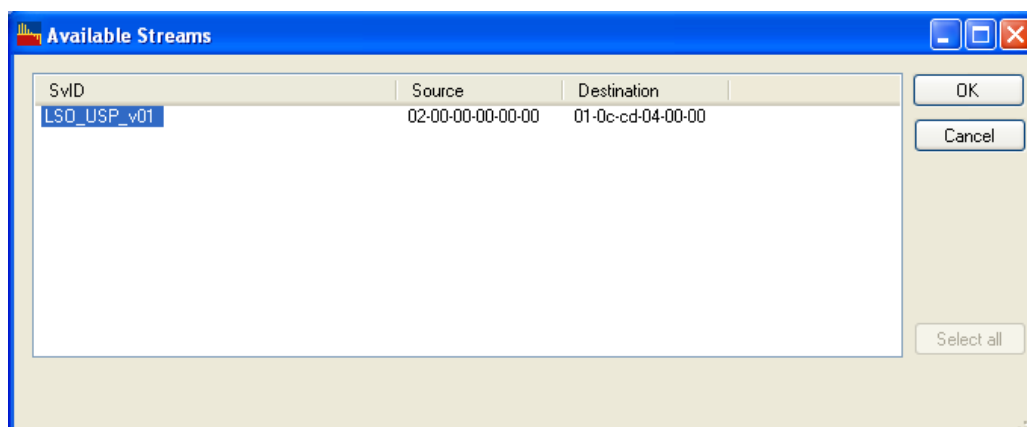 Available Streams
SvID Source Destination
LSO_USP_v01 02-00-00-00-00-00 01-0c-cd-04-00-00
OK
Cancel
Select all